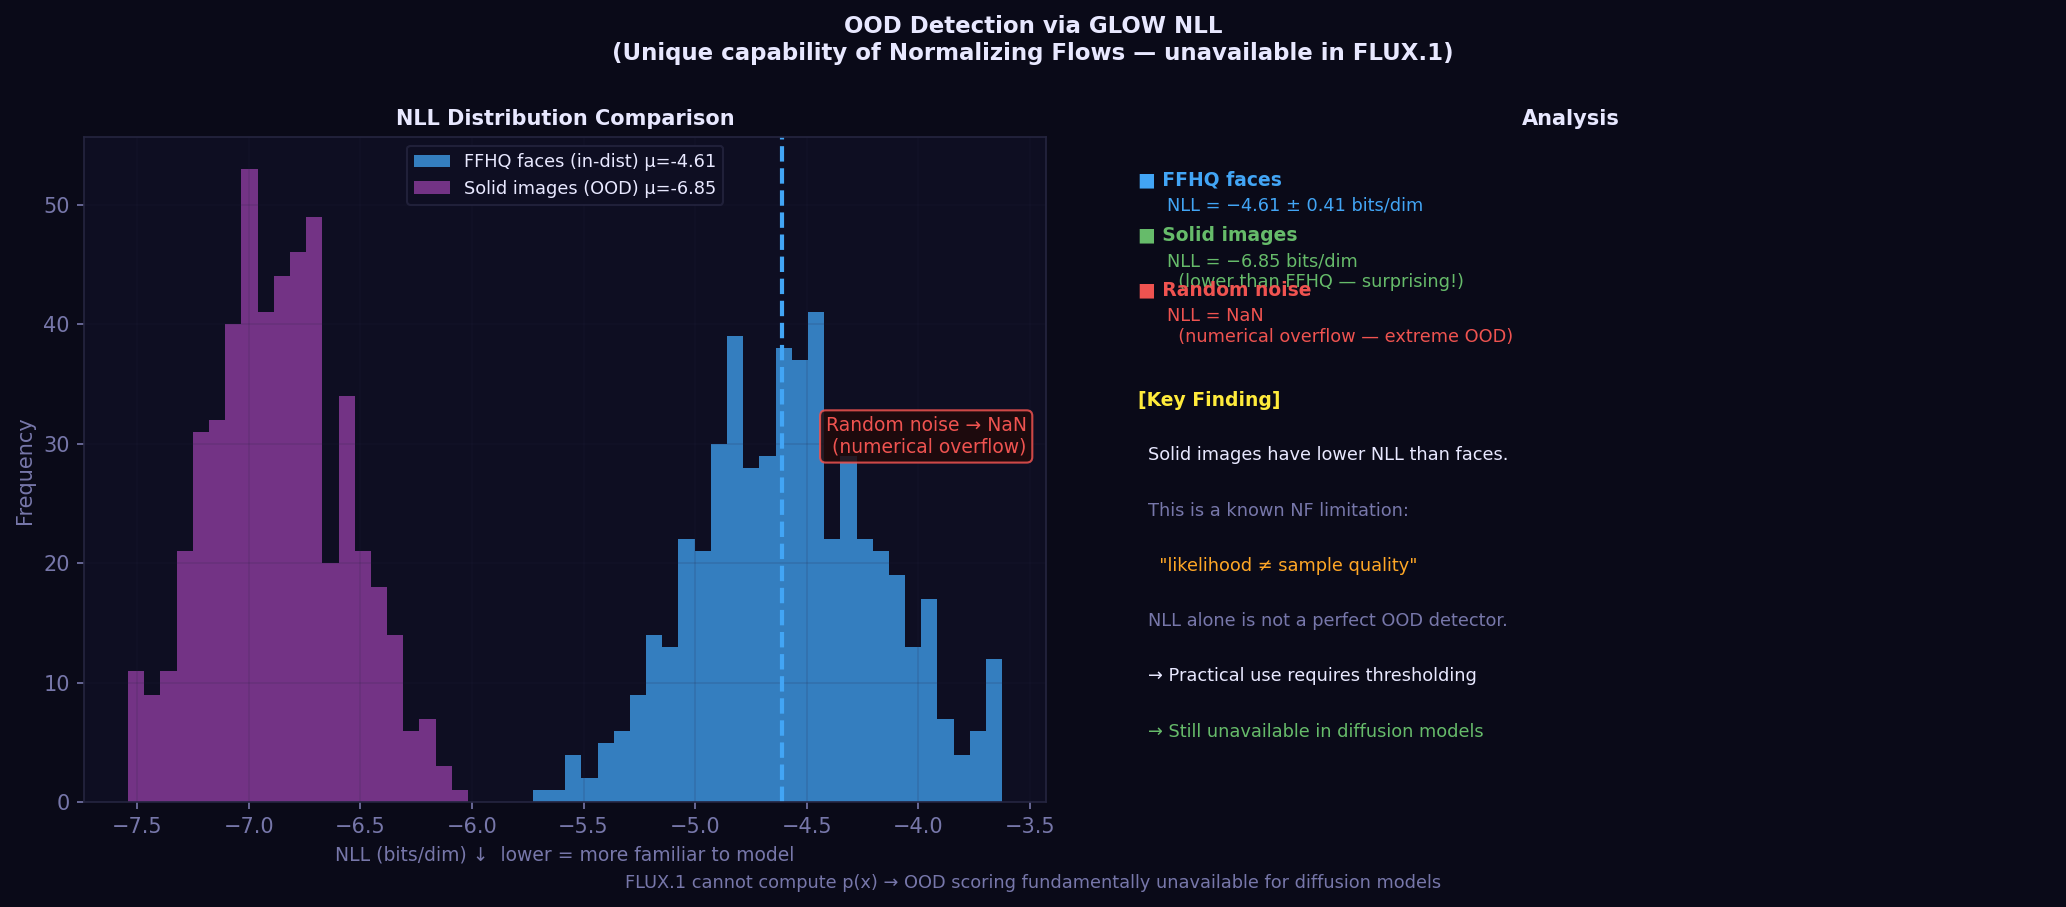 OOD Detection via GLOW NLL
(Unique capability of Normalizing Flows — unavailable in FLUX.1)
NLL Distribution Comparison
FFHQ faces (in-dist) μ=-4.61
Solid images (OOD) μ=-6.85
Random noise → NaN
(numerical overflow)
Frequency
50
40
30
20
10
0
−7.5 −7.0 −6.5 −6.0 −5.5 −5.0 −4.5 −4.0 −3.5
NLL (bits/dim) ↓ lower = more familiar to model
Analysis
■ FFHQ faces
NLL = −4.61 ± 0.41 bits/dim
■ Solid images
NLL = −6.85 bits/dim
(lower than FFHQ — surprising!)
■ Random noise
NLL = NaN
(numerical overflow — extreme OOD)
[Key Finding]
Solid images have lower NLL than faces.
This is a known NF limitation:
"likelihood ≠ sample quality"
NLL alone is not a perfect OOD detector.
→ Practical use requires thresholding
→ Still unavailable in diffusion models
FLUX.1 cannot compute p(x) → OOD scoring fundamentally unavailable for diffusion models